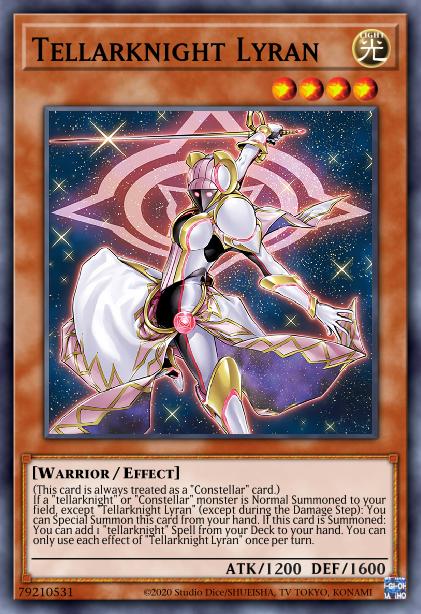 TELLARKNIGHT LYRAN
LIGHT
光
[WARRIOR / EFFECT]
(This card is always treated as a "Constellar" card.)
If a "tellarknight" or "Constellar" monster is Normal Summoned to your
field, except "Tellarknight Lyran" (except during the Damage Step): You
can Special Summon this card from your hand. If this card is Summoned:
You can add 1 "tellarknight" Spell from your Deck to your hand. You can
only use each effect of "Tellarknight Lyran" once per turn.
ATK/1200 DEF/1600
79210531
©2020 Studio Dice/SHUEISHA, TV TOKYO, KONAMI